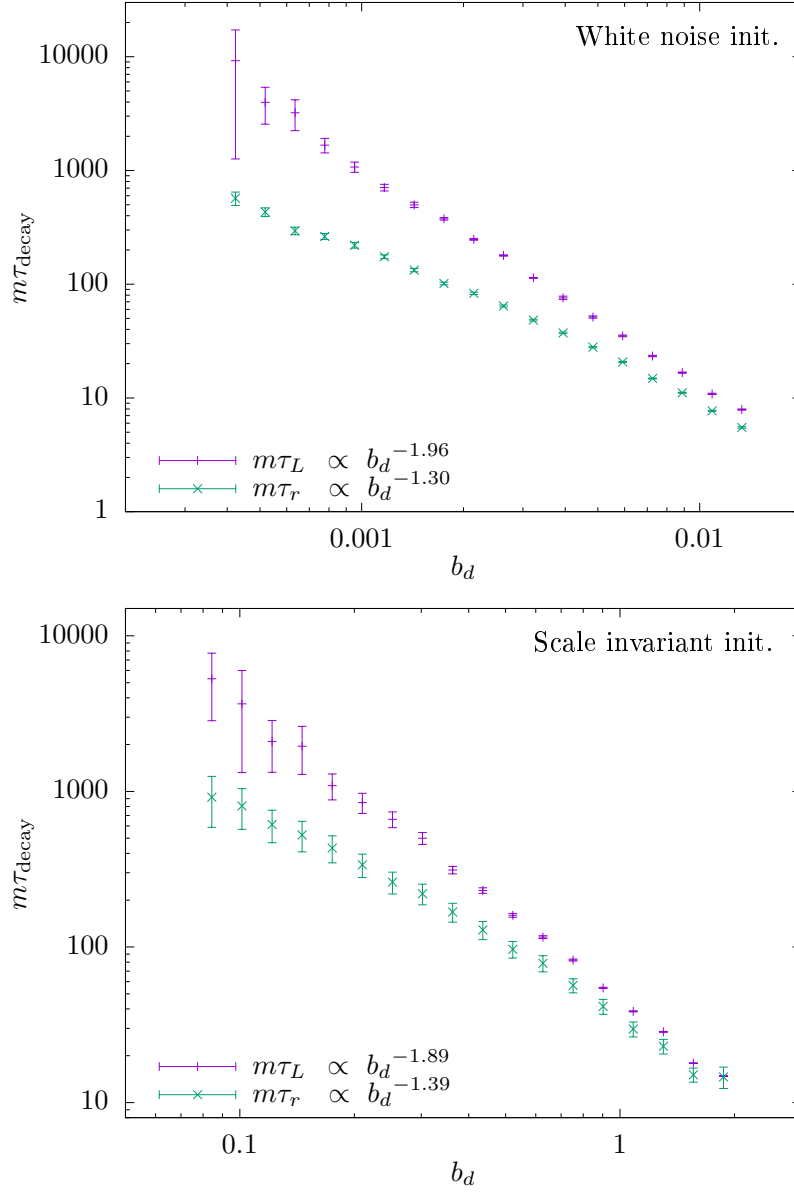 White noise init.
10000
1000
100
10
1
mτ_decay
mτ_L ∝ b_d^−1.96
mτ_r ∝ b_d^−1.30
0.001 0.01
b_d
Scale invariant init.
10000
1000
100
10
mτ_decay
mτ_L ∝ b_d^−1.89
mτ_r ∝ b_d^−1.39
0.1 1
b_d